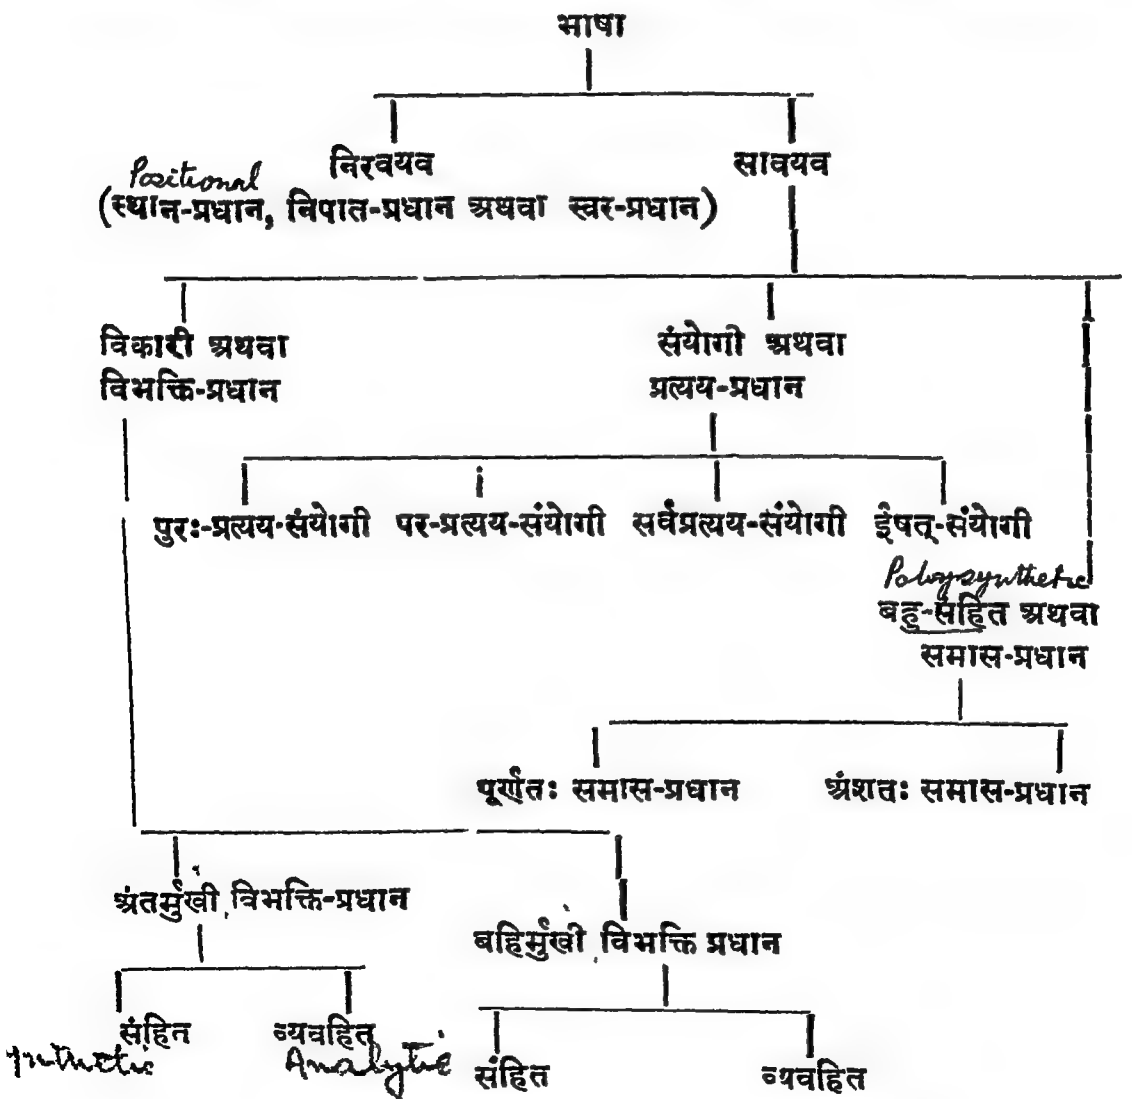 भाषा
निरवयव सावयव
Positional
(स्थान-प्रधान, निपात-प्रधान अथवा स्वर-प्रधान)
विकारी अथवा संयोगी अथवा
विभक्ति-प्रधान प्रत्यय-प्रधान
पुरः-प्रत्यय-संयोगी पर-प्रत्यय-संयोगी सर्वप्रत्यय-संयोगी ईषत्-संयोगी
Polysynthetic
बहु-संहित अथवा
समास-प्रधान
पूर्णतः समास-प्रधान अंशतः समास-प्रधान
अंतर्मुखी विभक्ति-प्रधान
बहिर्मुखी विभक्ति प्रधान
संहित व्यवहित
ynthetic Analytic
संहित व्यवहित